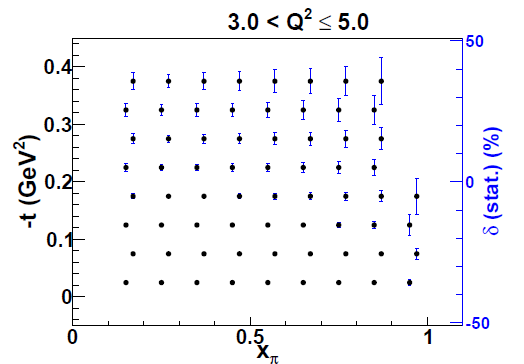 3.0 < Q² ≤ 5.0
-t (GeV²)
0.4
0.3
0.2
0.1
0
0
0.5
1
xπ
50
0
-50
δ (stat.) (%)